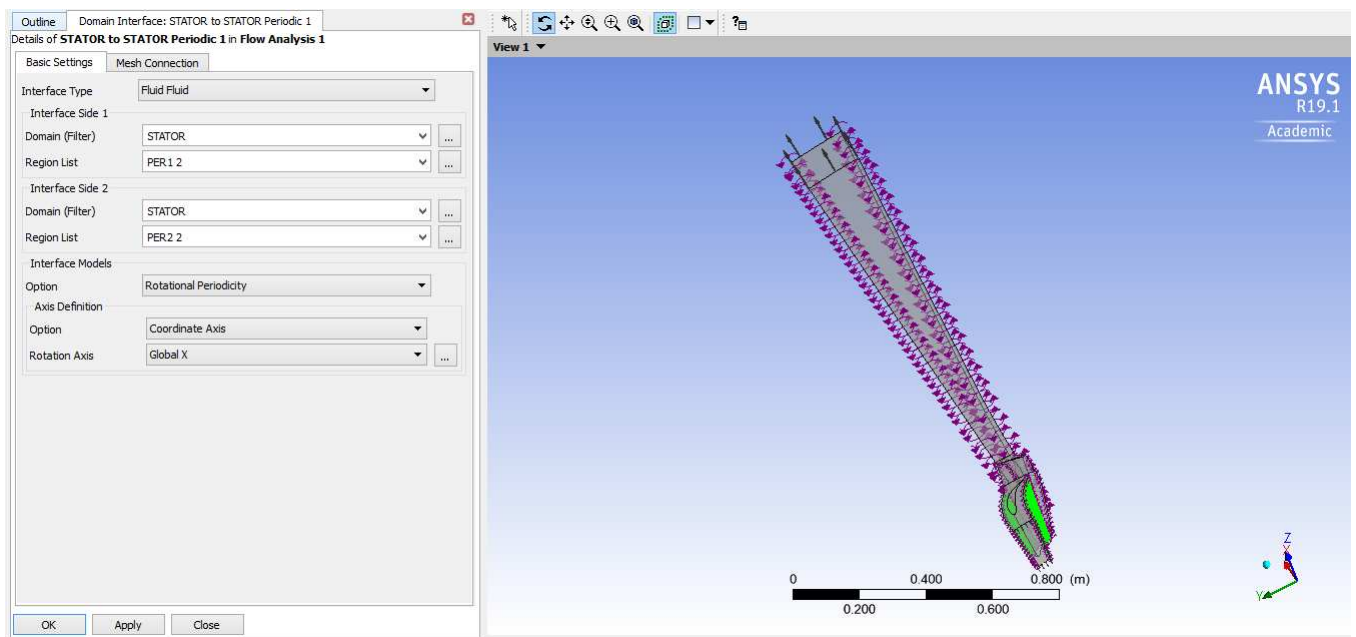 Outline Domain Interface: STATOR to STATOR Periodic 1
Details of STATOR to STATOR Periodic 1 in Flow Analysis 1
Basic Settings Mesh Connection
Interface Type Fluid Fluid
Interface Side 1
Domain (Filter) STATOR ...
Region List PER1 2 ...
Interface Side 2
Domain (Filter) STATOR ...
Region List PER2 2 ...
Interface Models
Option Rotational Periodicity
Axis Definition
Option Coordinate Axis
Rotation Axis Global X ...
OK Apply Close
View 1
ANSYS
R19.1
Academic
0 0.400 0.800 (m)
0.200 0.600
Z
X
Y